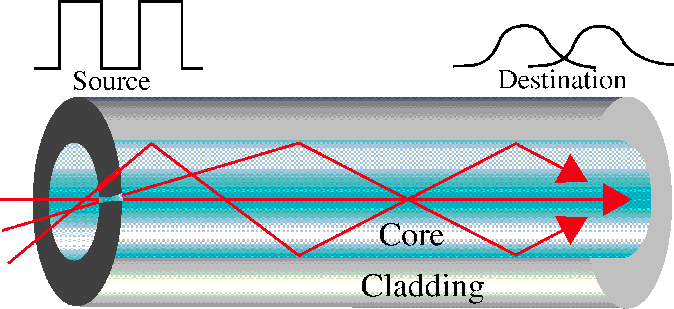 Source
Destination
Core
Cladding